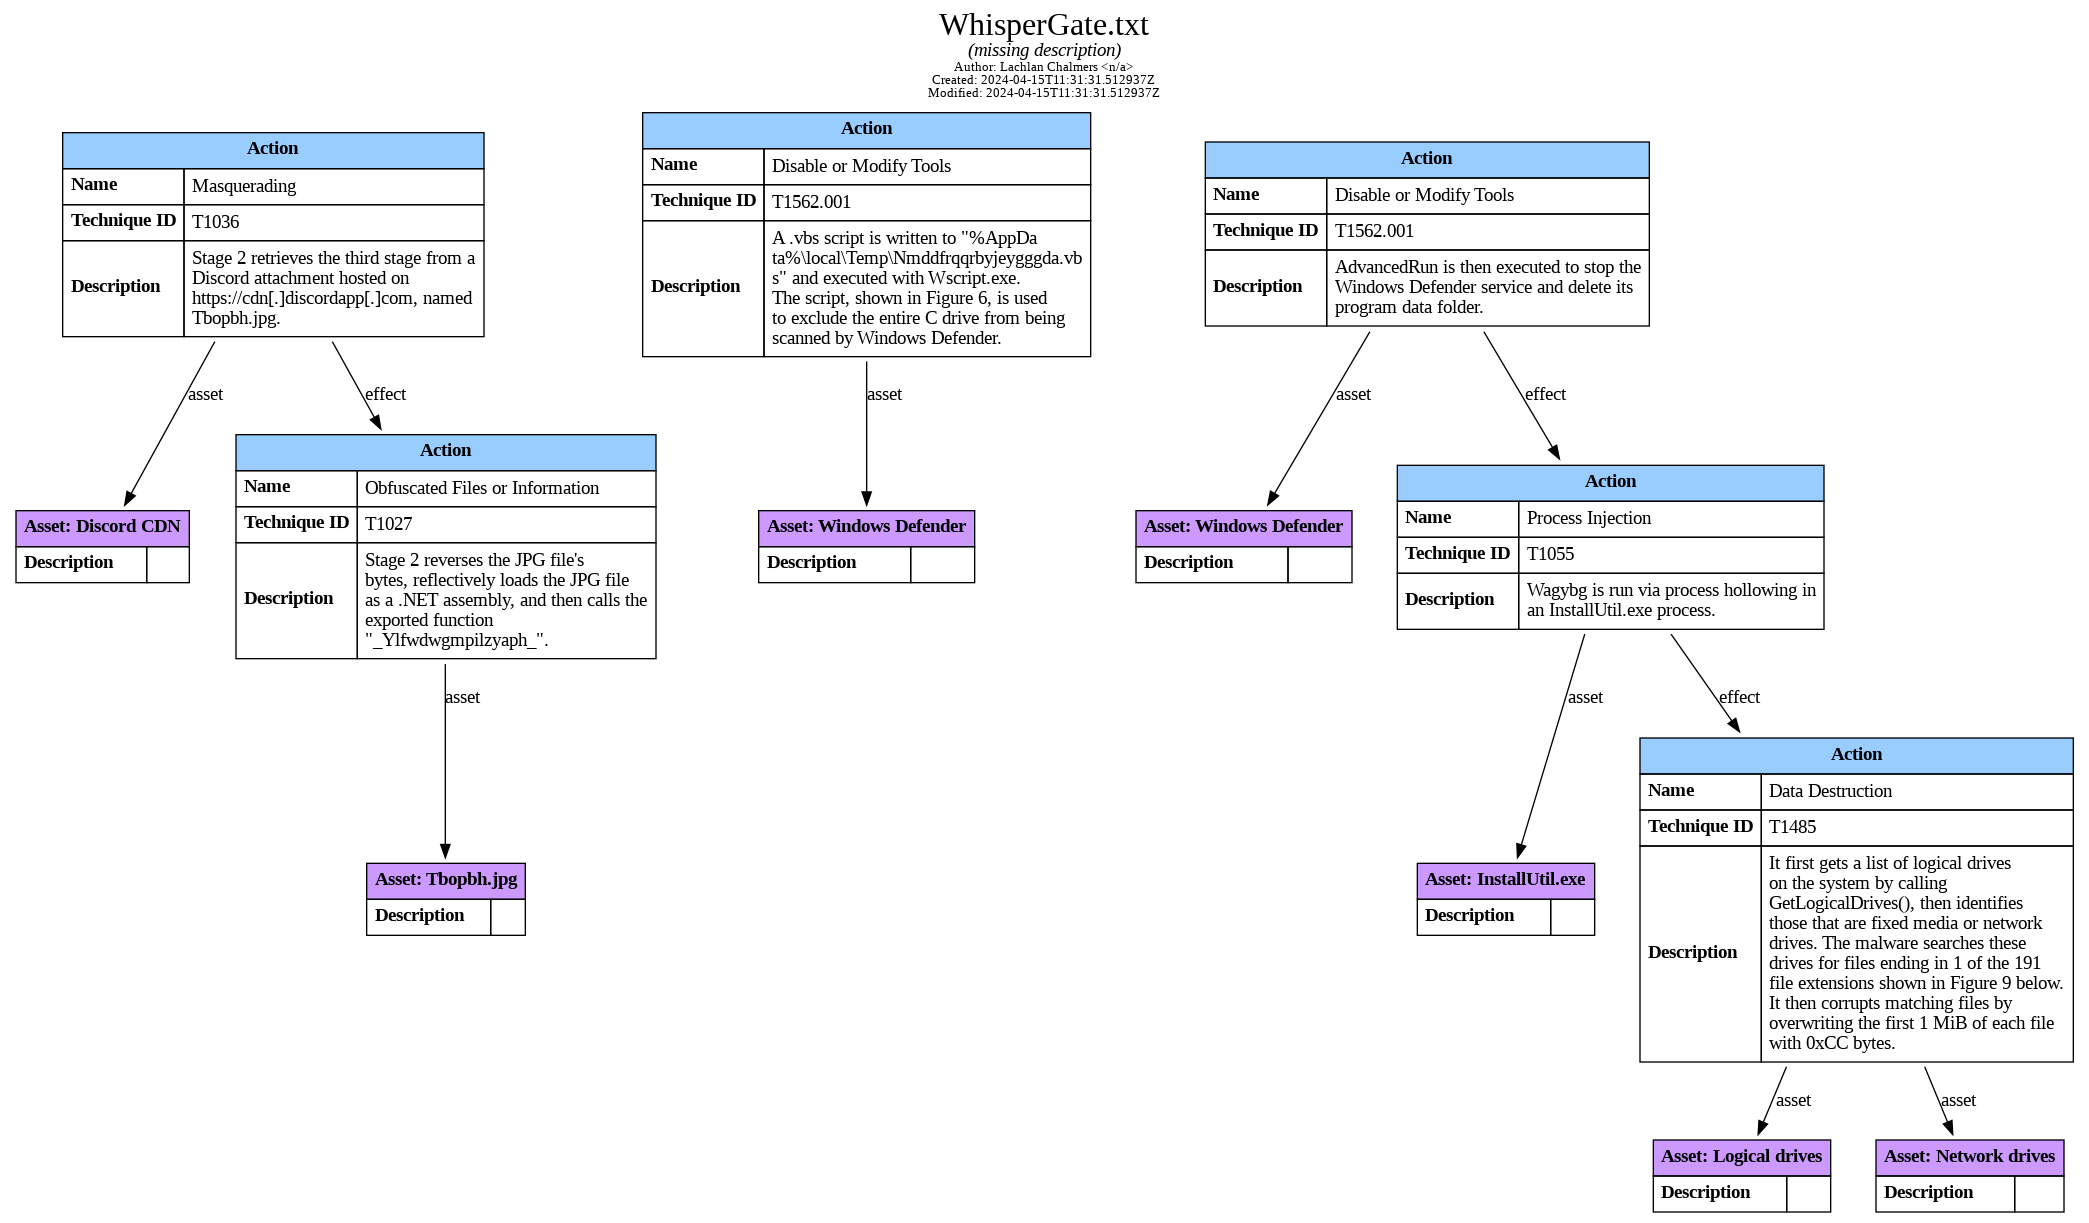 WhisperGate.txt
(missing description)
Author: Lachlan Chalmers <n/a>
Created: 2024-04-15T11:31:31.512937Z
Modified: 2024-04-15T11:31:31.512937Z
Action
Name
Masquerading
Technique ID
T1036
Description
Stage 2 retrieves the third stage from a
Discord attachment hosted on
https://cdn[.]discordapp[.]com, named
Tbopbh.jpg.
asset
effect
Asset: Discord CDN
Description
Action
Name
Obfuscated Files or Information
Technique ID
T1027
Description
Stage 2 reverses the JPG file's
bytes, reflectively loads the JPG file
as a .NET assembly, and then calls the
exported function
"_Ylfwdwgmpilzyaph_".
asset
Asset: Tbopbh.jpg
Description
Action
Name
Disable or Modify Tools
Technique ID
T1562.001
Description
A .vbs script is written to "%AppDa
ta%\local\Temp\Nmddfrqqrbyjeygggda.vb
s" and executed with Wscript.exe.
The script, shown in Figure 6, is used
to exclude the entire C drive from being
scanned by Windows Defender.
asset
Asset: Windows Defender
Description
Action
Name
Disable or Modify Tools
Technique ID
T1562.001
Description
AdvancedRun is then executed to stop the
Windows Defender service and delete its
program data folder.
asset
effect
Asset: Windows Defender
Description
Action
Name
Process Injection
Technique ID
T1055
Description
Wagybg is run via process hollowing in
an InstallUtil.exe process.
asset
effect
Asset: InstallUtil.exe
Description
Action
Name
Data Destruction
Technique ID
T1485
Description
It first gets a list of logical drives
on the system by calling
GetLogicalDrives(), then identifies
those that are fixed media or network
drives. The malware searches these
drives for files ending in 1 of the 191
file extensions shown in Figure 9 below.
It then corrupts matching files by
overwriting the first 1 MiB of each file
with 0xCC bytes.
asset
asset
Asset: Logical drives
Description
Asset: Network drives
Description